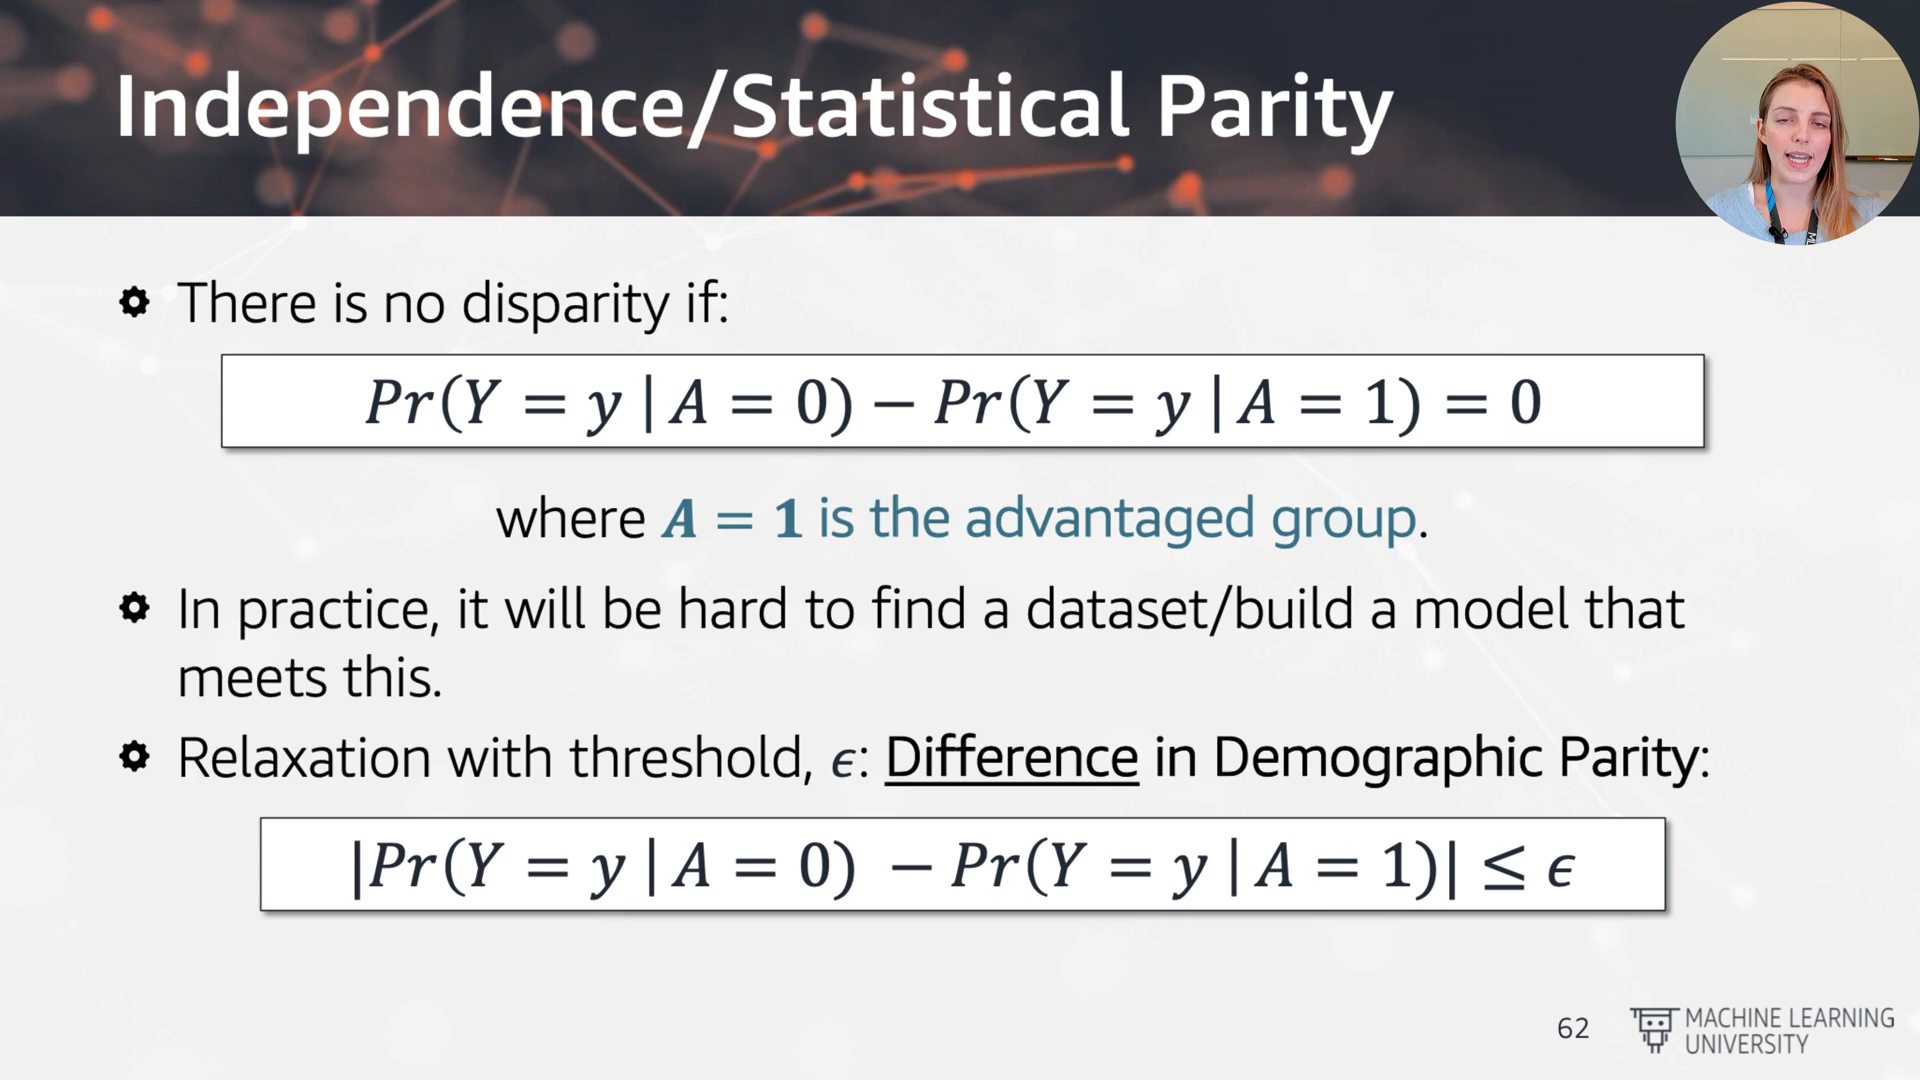 Independence/Statistical Parity
There is no disparity if:
Pr(Y = y | A = 0) − Pr(Y = y | A = 1) = 0
where A = 1 is the advantaged group.
In practice, it will be hard to find a dataset/build a model that
meets this.
Relaxation with threshold, ϵ: Difference in Demographic Parity:
|Pr(Y = y | A = 0) − Pr(Y = y | A = 1)| ≤ ϵ
62
MACHINE LEARNING
UNIVERSITY